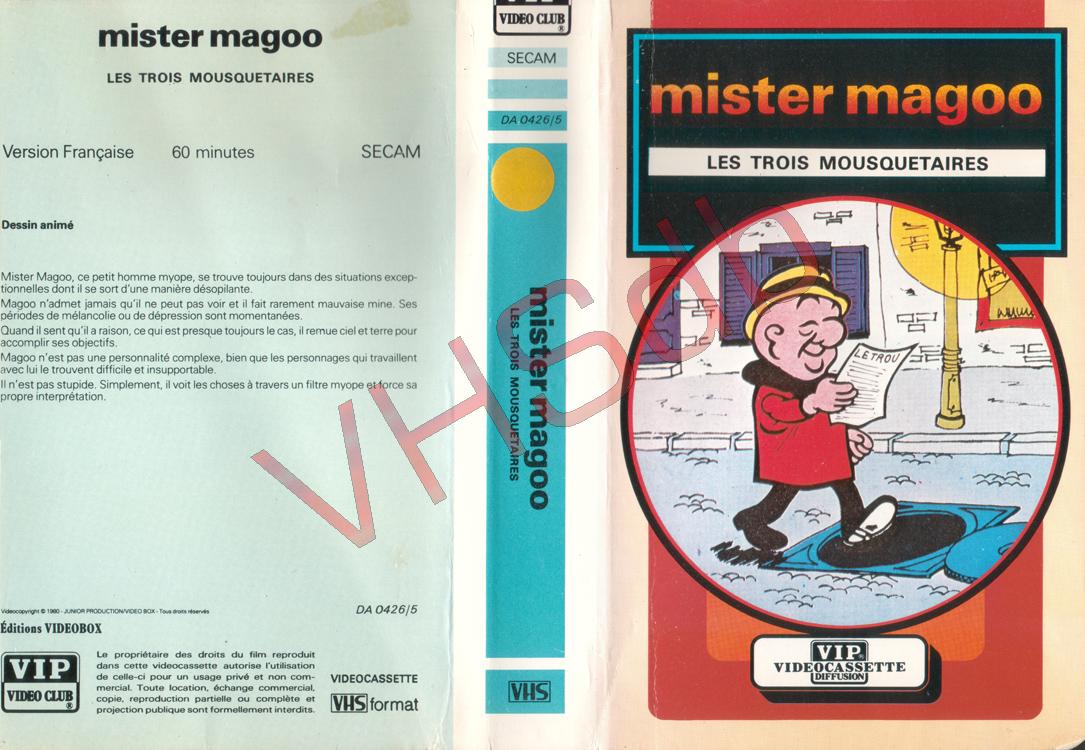 mister magoo
LES TROIS MOUSQUETAIRES
Version Française 60 minutes SECAM
Dessin animé
Mister Magoo, ce petit homme myope, se trouve toujours dans des situations excep-
tionnelles dont il se sort d'une manière désopilante.
Magoo n'admet jamais qu'il ne peut pas voir et il fait rarement mauvaise mine. Ses
périodes de mélancolie ou de dépression sont momentanées.
Quand il sent qu'il a raison, ce qui est presque toujours le cas, il remue ciel et terre pour
accomplir ses objectifs.
Magoo n'est pas une personnalité complexe, bien que les personnages qui travaillent
avec lui le trouvent difficile et insupportable.
Il n'est pas stupide. Simplement, il voit les choses à travers un filtre myope et force sa
propre interprétation.
Videocopyright © 1980 - JUNIOR PRODUCTION/VIDEO BOX - Tous droits réservés
DA 0426/5
Éditions VIDEOBOX
VIP
VIDEO CLUB
®
Le propriétaire des droits du film reproduit
dans cette videocassette autorise l'utilisation
de celle-ci pour un usage privé et non com-
mercial. Toute location, échange commercial,
copie, reproduction partielle ou complète et
projection publique sont formellement interdits.
VIDEOCASSETTE
VHS format
VIP
VIDEO CLUB
®
SECAM
DA 0426/5
mister magoo
LES TROIS MOUSQUETAIRES
VHS
mister magoo
LES TROIS MOUSQUETAIRES
LE TROU
VIP
®
VIDEOCASSETTE
DIFFUSION
VHSdb